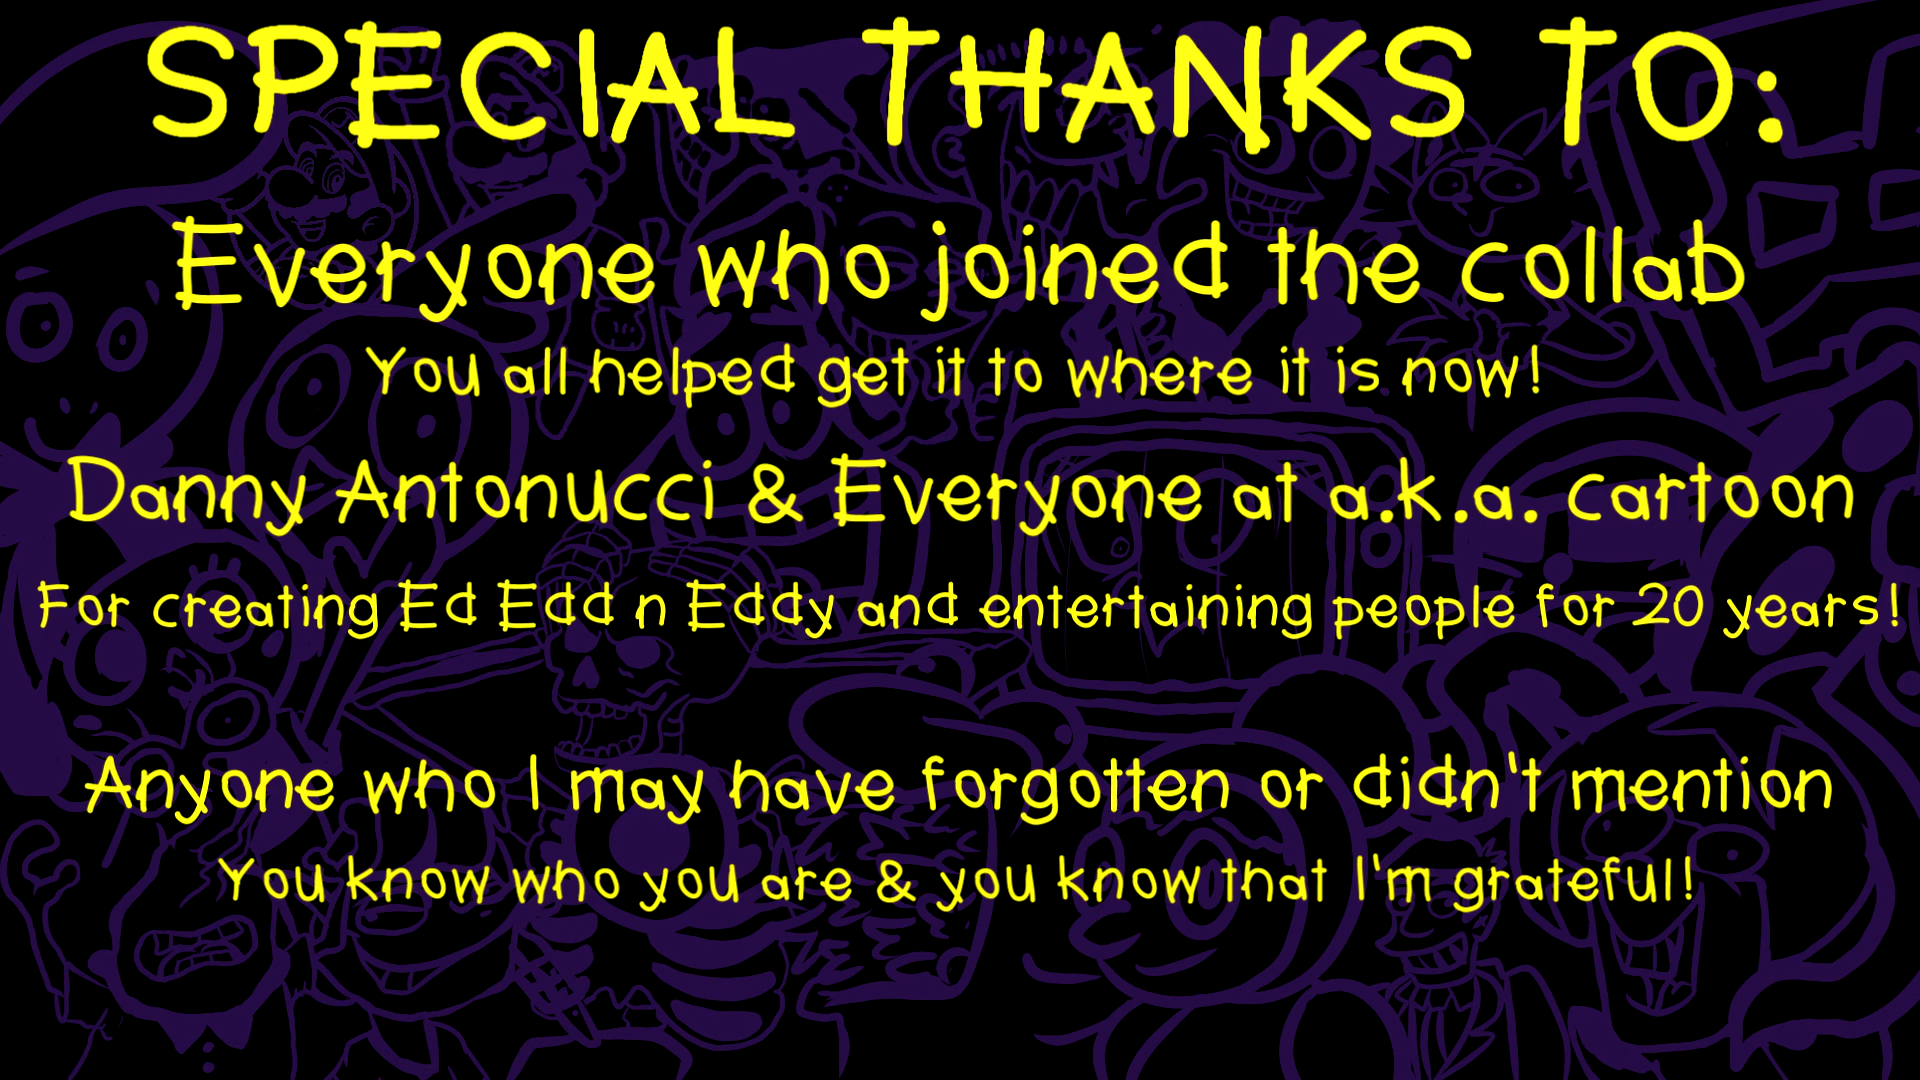 SPECIAL THANKS TO:
Everyone who joined the collab
You all helped get it to where it is now!
Danny Antonucci & Everyone at a.k.a. cartoon
For creating Ed Edd n Eddy and entertaining people for 20 years!
Anyone who I may have forgotten or didn't mention
You know who you are & you know that I'm grateful!